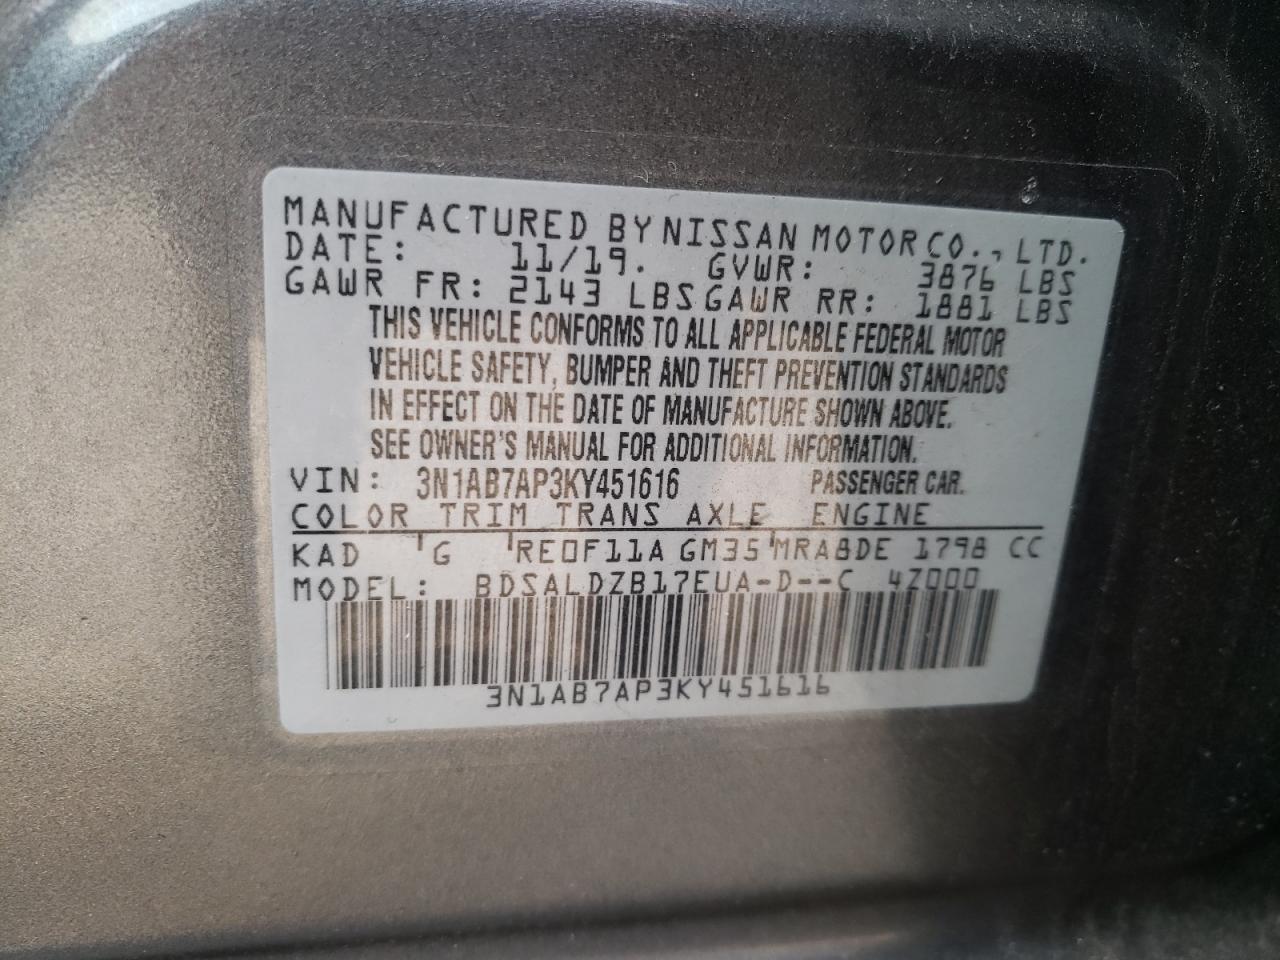 MANUFACTURED BY NISSAN MOTOR CO., LTD.
DATE: 11/19. GVWR: 3876 LBS
GAWR FR: 2143 LBS GAWR RR: 1881 LBS
THIS VEHICLE CONFORMS TO ALL APPLICABLE FEDERAL MOTOR
VEHICLE SAFETY, BUMPER AND THEFT PREVENTION STANDARDS
IN EFFECT ON THE DATE OF MANUFACTURE SHOWN ABOVE.
SEE OWNER'S MANUAL FOR ADDITIONAL INFORMATION.
VIN: 3N1AB7AP3KY451616 PASSENGER CAR.
COLOR TRIM TRANS AXLE ENGINE
KAD G RE0F11A GM35 MRA8DE 1798 CC
MODEL: BDSALDZB17EUA-D--C 4Z000
3N1AB7AP3KY451616